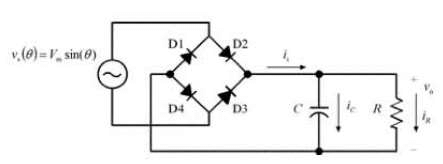 D1
D2
i_s
v_s(θ)=V_m sin(θ)
+
v_o
D4
D3
C
i_C
R
i_R
−